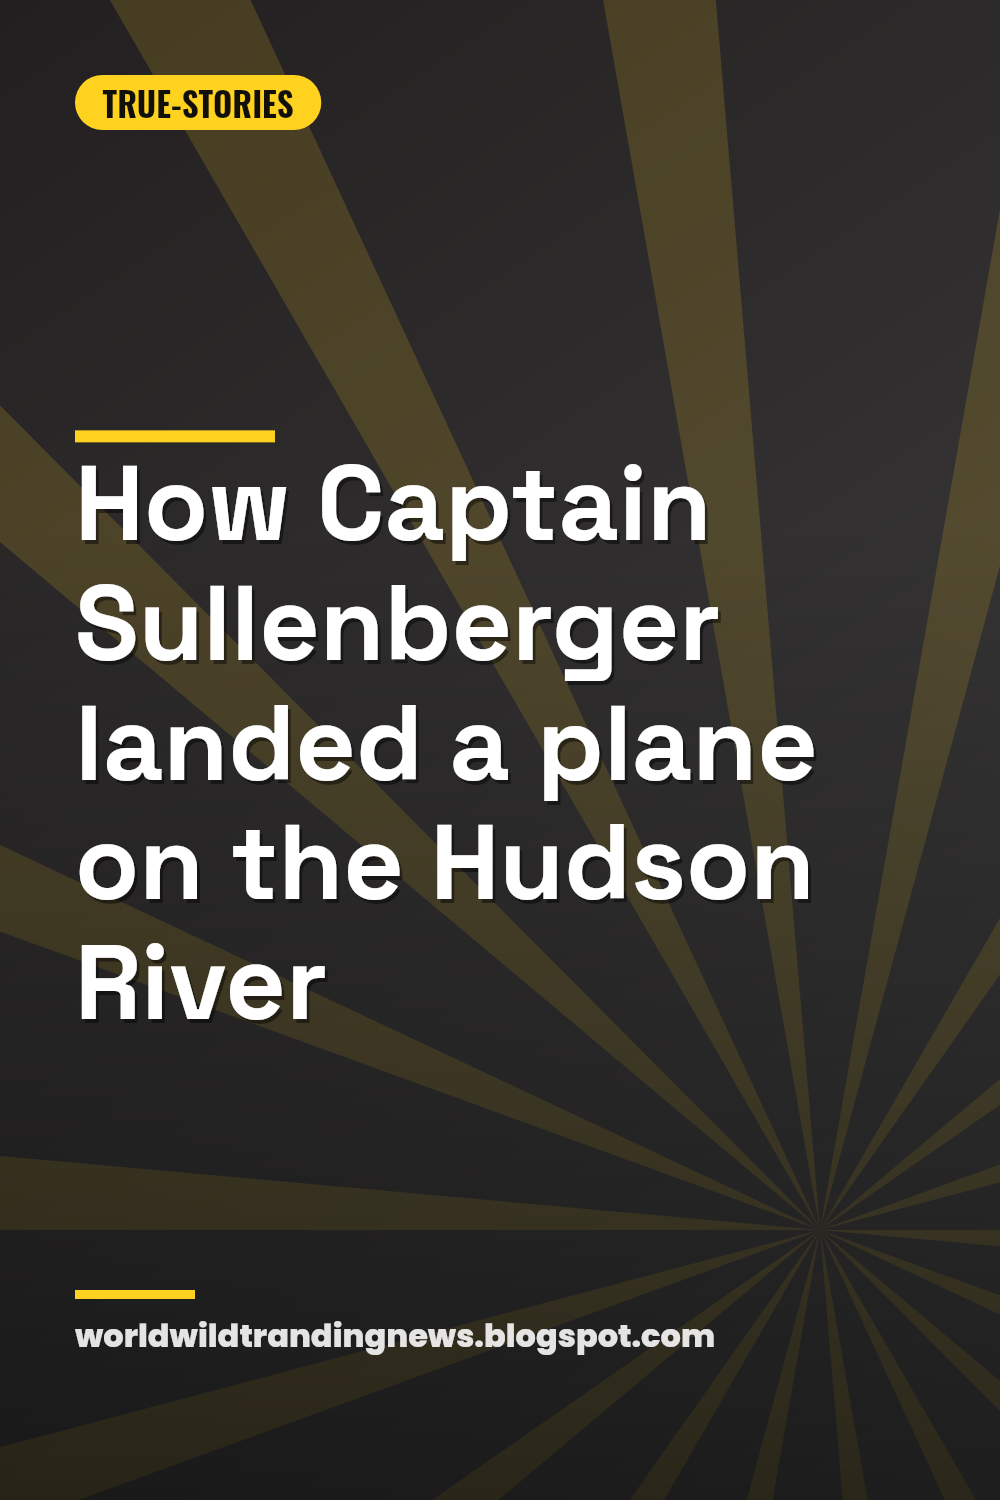 TRUE-STORIES
How Captain
Sullenberger
landed a plane
on the Hudson
River
worldwildtrandingnews.blogspot.com